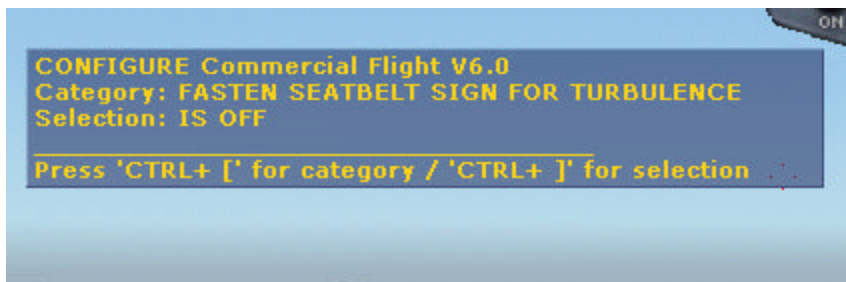 ON
CONFIGURE Commercial Flight V6.0
Category: FASTEN SEATBELT SIGN FOR TURBULENCE
Selection: IS OFF
Press 'CTRL+ [' for category / 'CTRL+ ]' for selection